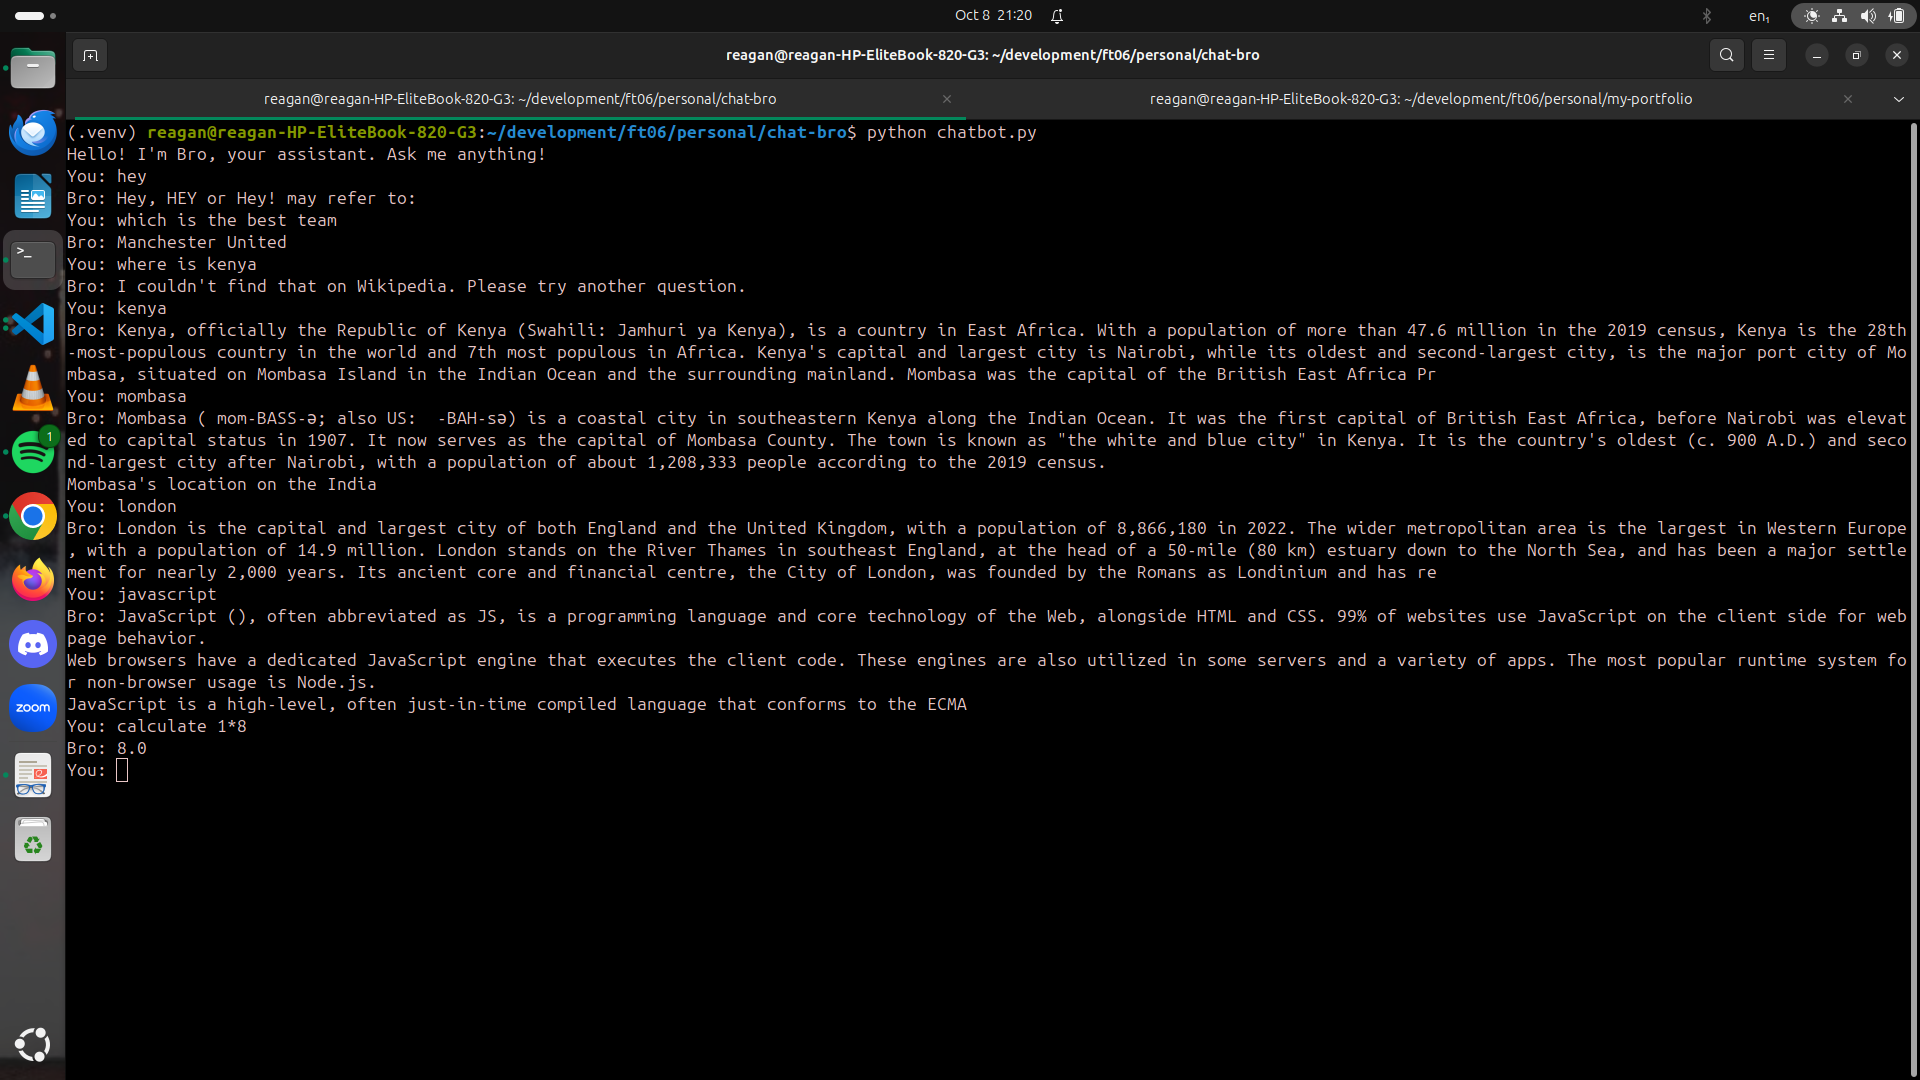 Oct 8 21:20
en₁
reagan@reagan-HP-EliteBook-820-G3: ~/development/ft06/personal/chat-bro
reagan@reagan-HP-EliteBook-820-G3: ~/development/ft06/personal/chat-bro
reagan@reagan-HP-EliteBook-820-G3: ~/development/ft06/personal/my-portfolio
(.venv) reagan@reagan-HP-EliteBook-820-G3:~/development/ft06/personal/chat-bro$ python chatbot.py
Hello! I'm Bro, your assistant. Ask me anything!
You: hey
Bro: Hey, HEY or Hey! may refer to:
You: which is the best team
Bro: Manchester United
You: where is kenya
Bro: I couldn't find that on Wikipedia. Please try another question.
You: kenya
Bro: Kenya, officially the Republic of Kenya (Swahili: Jamhuri ya Kenya), is a country in East Africa. With a population of more than 47.6 million in the 2019 census, Kenya is the 28th
-most-populous country in the world and 7th most populous in Africa. Kenya's capital and largest city is Nairobi, while its oldest and second-largest city, is the major port city of Mo
mbasa, situated on Mombasa Island in the Indian Ocean and the surrounding mainland. Mombasa was the capital of the British East Africa Pr
You: mombasa
Bro: Mombasa ( mom-BASS-ə; also US:  -BAH-sə) is a coastal city in southeastern Kenya along the Indian Ocean. It was the first capital of British East Africa, before Nairobi was elevat
ed to capital status in 1907. It now serves as the capital of Mombasa County. The town is known as "the white and blue city" in Kenya. It is the country's oldest (c. 900 A.D.) and seco
nd-largest city after Nairobi, with a population of about 1,208,333 people according to the 2019 census.
Mombasa's location on the India
You: london
Bro: London is the capital and largest city of both England and the United Kingdom, with a population of 8,866,180 in 2022. The wider metropolitan area is the largest in Western Europe
, with a population of 14.9 million. London stands on the River Thames in southeast England, at the head of a 50-mile (80 km) estuary down to the North Sea, and has been a major settle
ment for nearly 2,000 years. Its ancient core and financial centre, the City of London, was founded by the Romans as Londinium and has re
You: javascript
Bro: JavaScript (), often abbreviated as JS, is a programming language and core technology of the Web, alongside HTML and CSS. 99% of websites use JavaScript on the client side for web
page behavior.
Web browsers have a dedicated JavaScript engine that executes the client code. These engines are also utilized in some servers and a variety of apps. The most popular runtime system fo
r non-browser usage is Node.js.
JavaScript is a high-level, often just-in-time compiled language that conforms to the ECMA
You: calculate 1*8
Bro: 8.0
You:
1
zoom